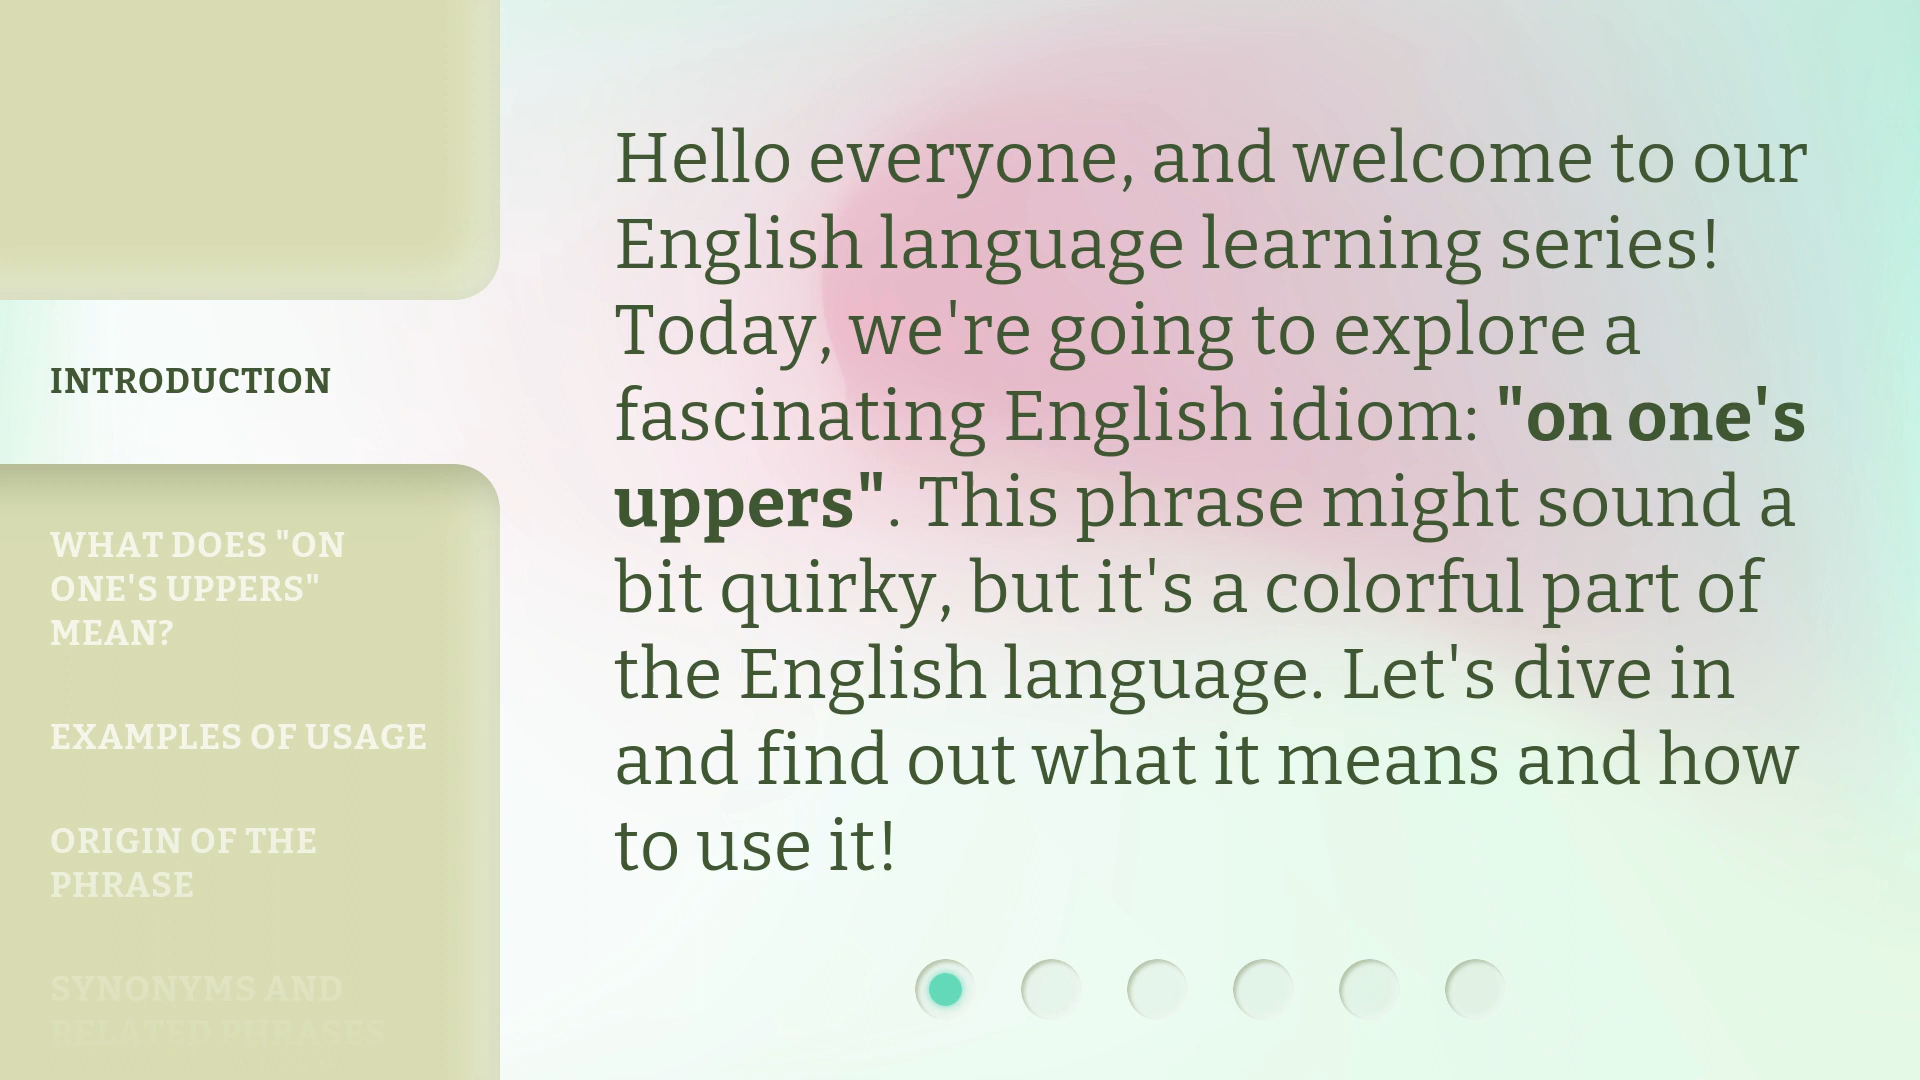 INTRODUCTION
WHAT DOES "ON
ONE'S UPPERS"
MEAN?
EXAMPLES OF USAGE
ORIGIN OF THE
PHRASE
SYNONYMS AND
RELATED PHRASES
Hello everyone, and welcome to our
English language learning series!
Today, we're going to explore a
fascinating English idiom: "on one's
uppers". This phrase might sound a
bit quirky, but it's a colorful part of
the English language. Let's dive in
and find out what it means and how
to use it!